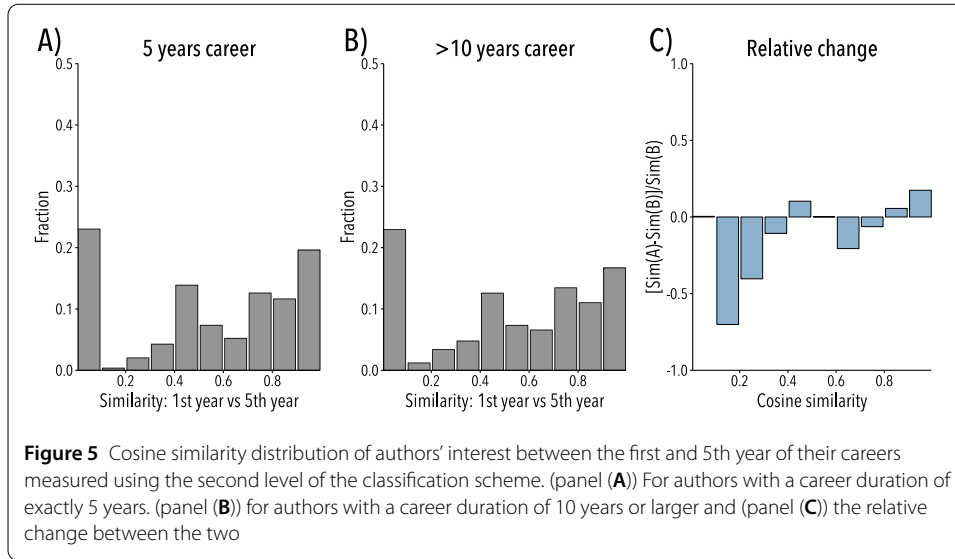 A)
5 years career
0.5
0.4
0.3
0.2
0.1
0.0
Fraction
0.2 0.4 0.6 0.8
Similarity: 1st year vs 5th year
B)
>10 years career
0.5
0.4
0.3
0.2
0.1
0.0
Fraction
0.2 0.4 0.6 0.8
Similarity: 1st year vs 5th year
C)
Relative change
1.0
0.5
0.0
-0.5
-1.0
[Sim(A)-Sim(B)]/Sim(B)
0.2 0.4 0.6 0.8
Cosine similarity
Figure 5 Cosine similarity distribution of authors' interest between the first and 5th year of their careers
measured using the second level of the classification scheme. (panel (A)) For authors with a career duration of
exactly 5 years. (panel (B)) for authors with a career duration of 10 years or larger and (panel (C)) the relative
change between the two